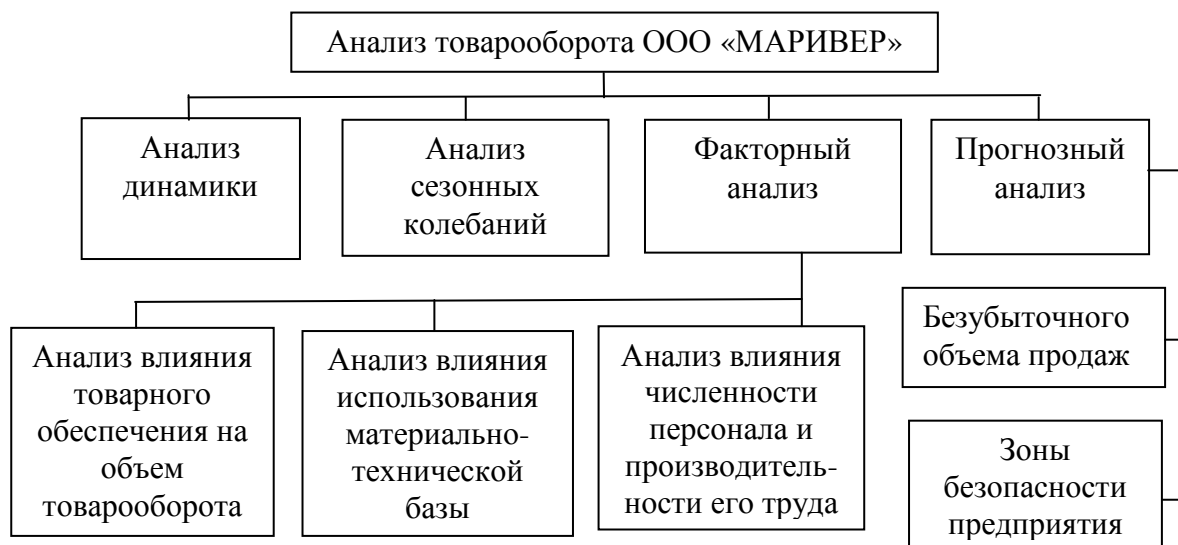 Анализ товарооборота ООО «МАРИВЕР»
Анализ
динамики
Анализ
сезонных
колебаний
Факторный
анализ
Прогнозный
анализ
Безубыточного
объема продаж
Анализ влияния
товарного
обеспечения на
объем
товарооборота
Анализ влияния
использования
материально-
технической
базы
Анализ влияния
численности
персонала и
производитель-
ности его труда
Зоны
безопасности
предприятия